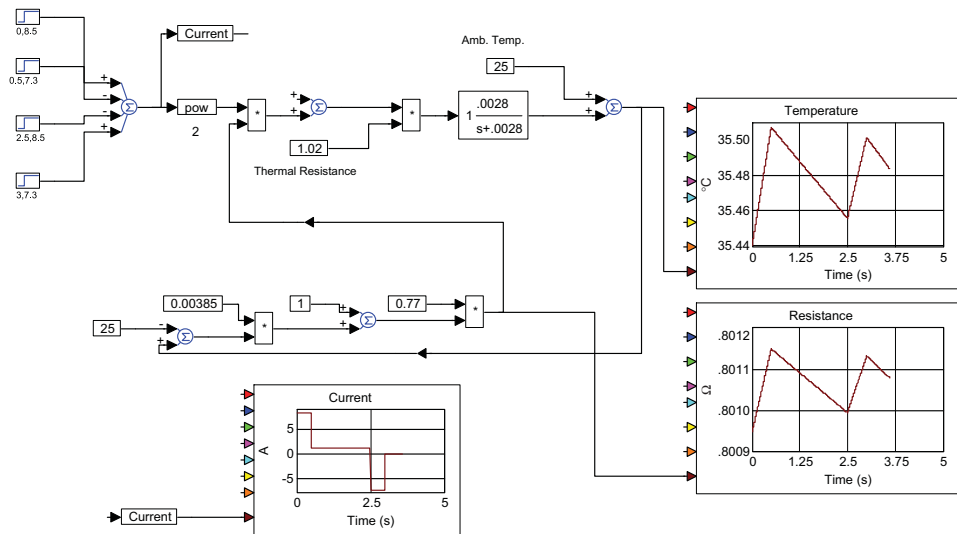 0,8.5
Current
0.5,7.3
2.5,8.5
3,7.3
+
-
-
+
Σ
pow
2
*
+
+
Σ
1.02
Thermal Resistance
*
1 .0028
s+.0028
Amb. Temp.
25
+
+
Σ
Temperature
35.50
35.48
35.46
35.44
°C
0 1.25 2.5 3.75 5
Time (s)
25
-
+
Σ
0.00385
*
1
+
+
Σ
0.77
*
Resistance
.8012
.8011
.8010
.8009
Ω
0 1.25 2.5 3.75 5
Time (s)
Current
5
0
-5
A
0 2.5 5
Time (s)
Current